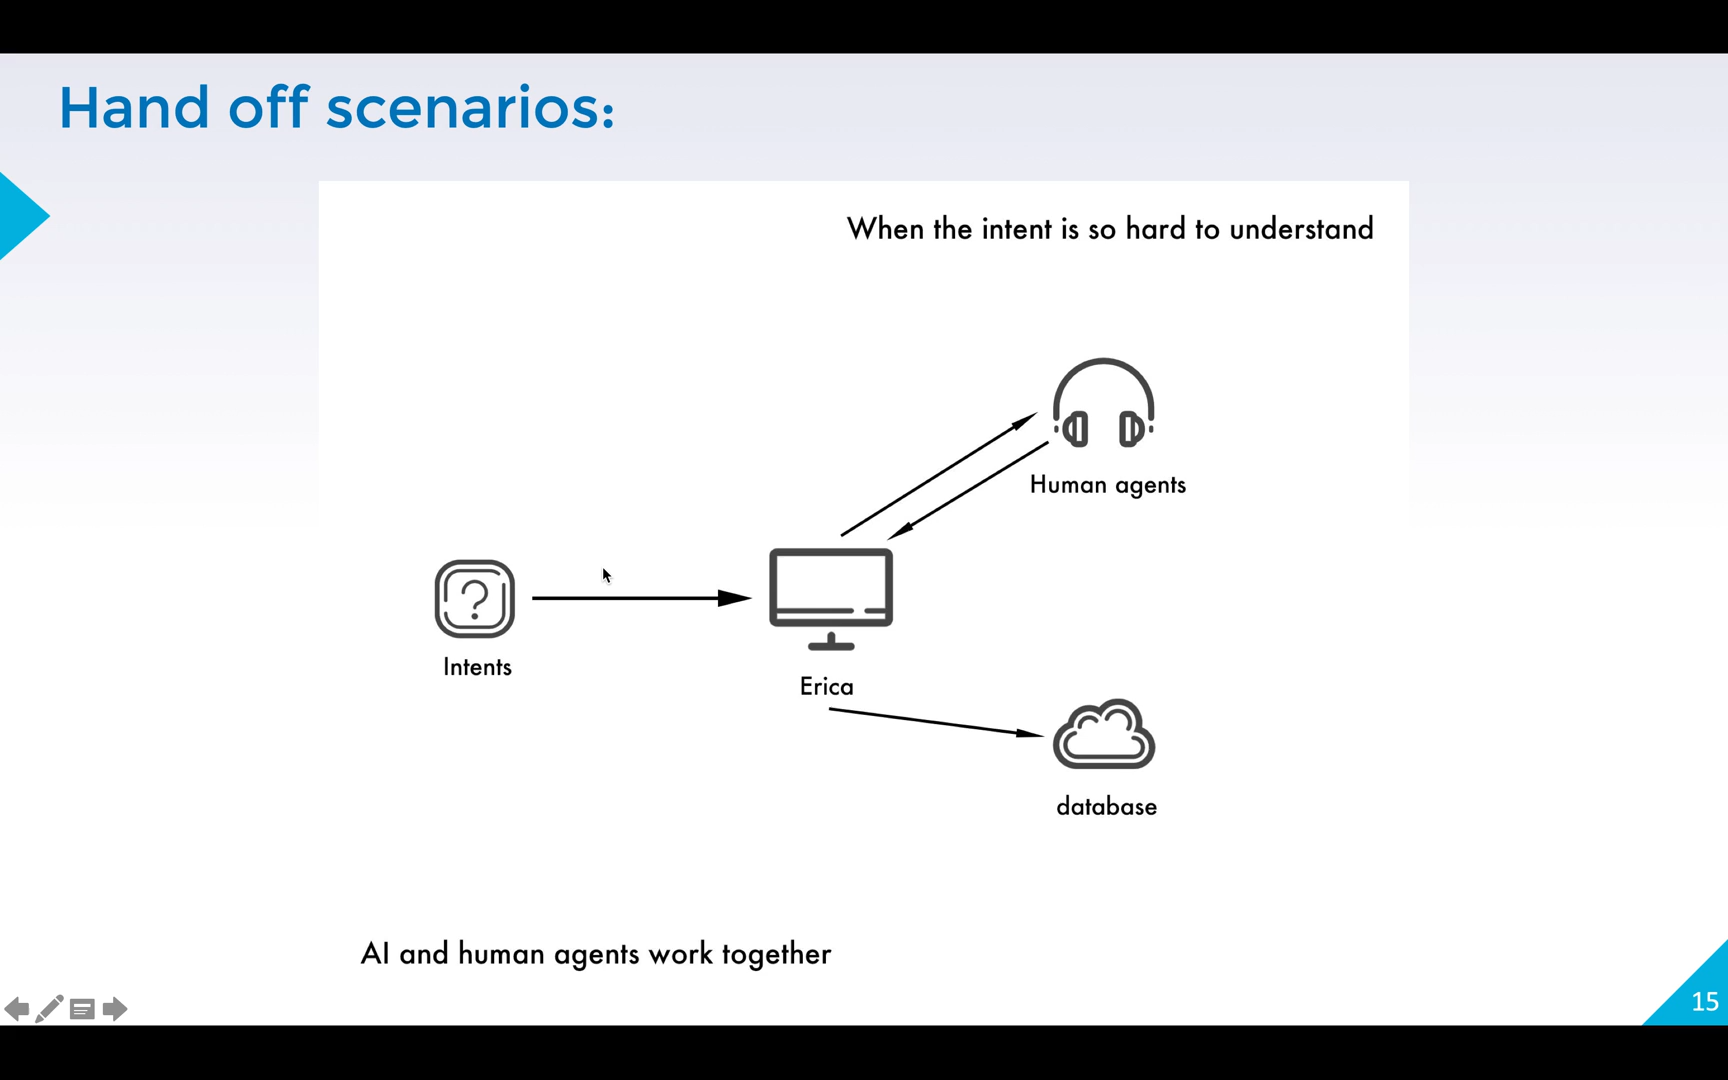 Hand off scenarios:
When the intent is so hard to understand
Human agents
?
Intents
Erica
database
AI and human agents work together
15